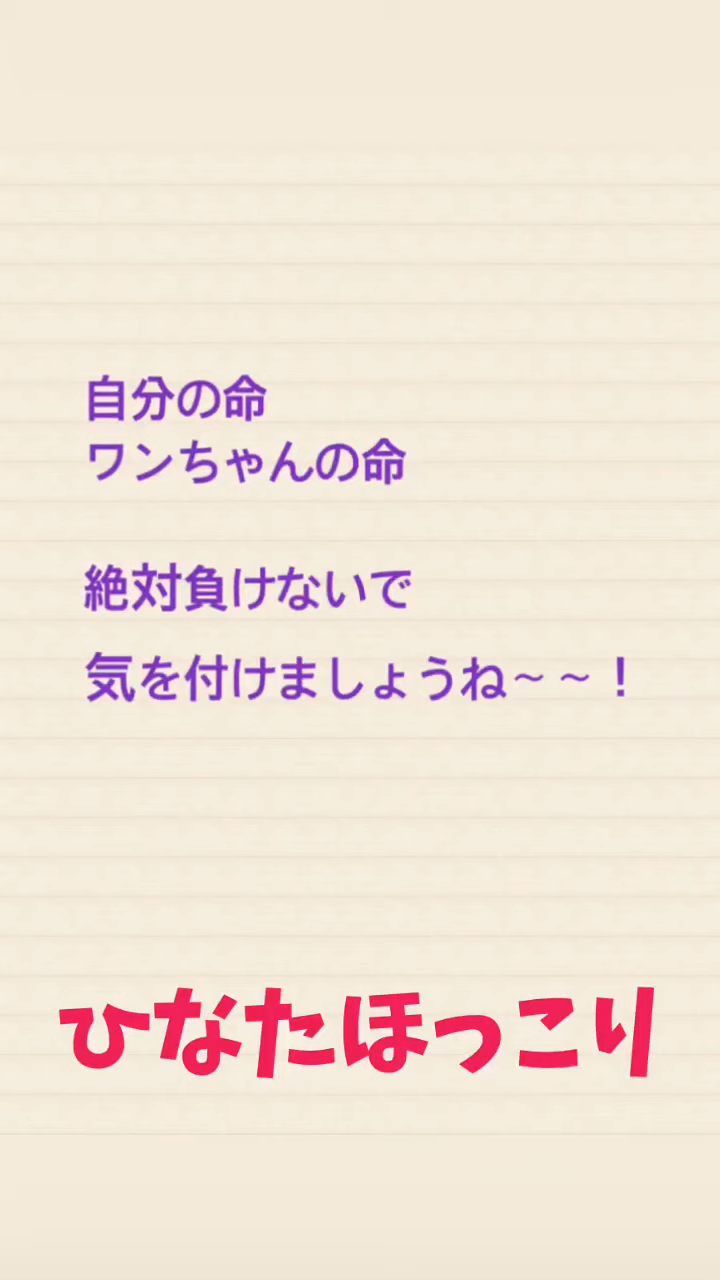 自分の命
ワンちゃんの命
絶対負けないで
気を付けましょうね～～！
ひなたほっこり